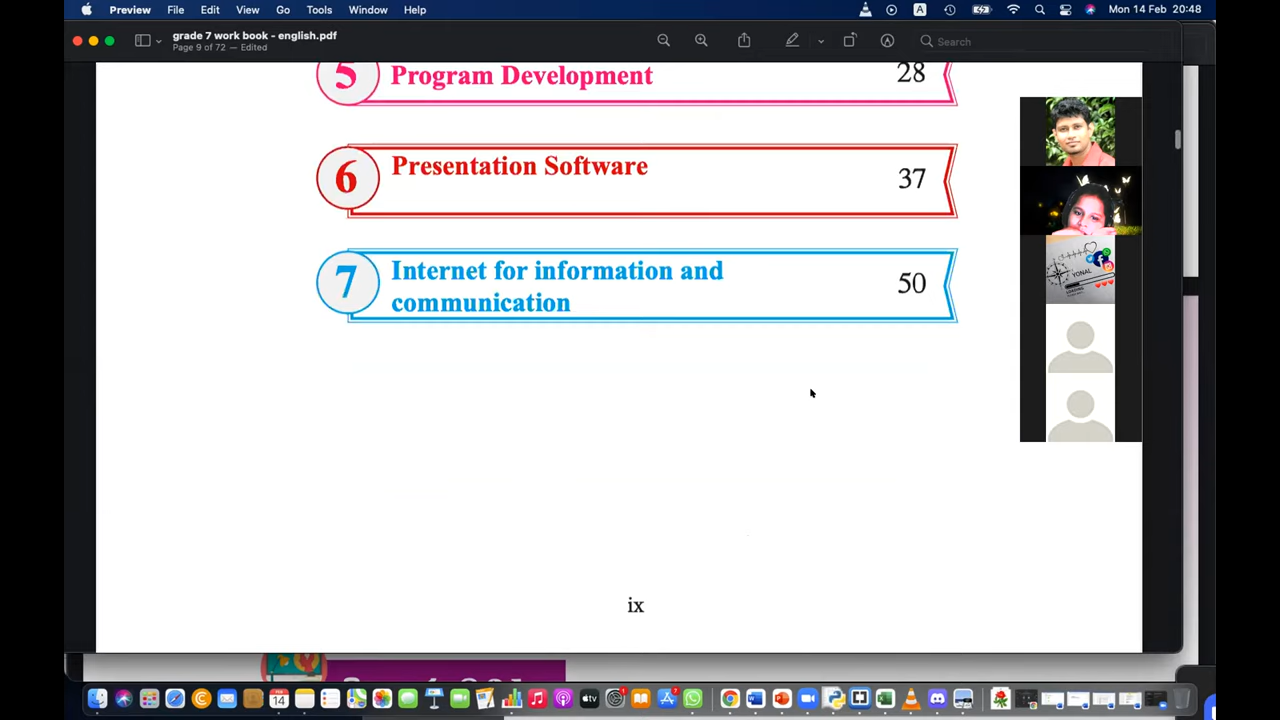 Preview File Edit View Go Tools Window Help A Mon 14 Feb 20:48
grade 7 work book - english.pdf
Page 9 of 72 — Edited
Search
5 Program Development 28
6 Presentation Software 37
7 Internet for information and
communication 50
YONAL
LOADING
ix